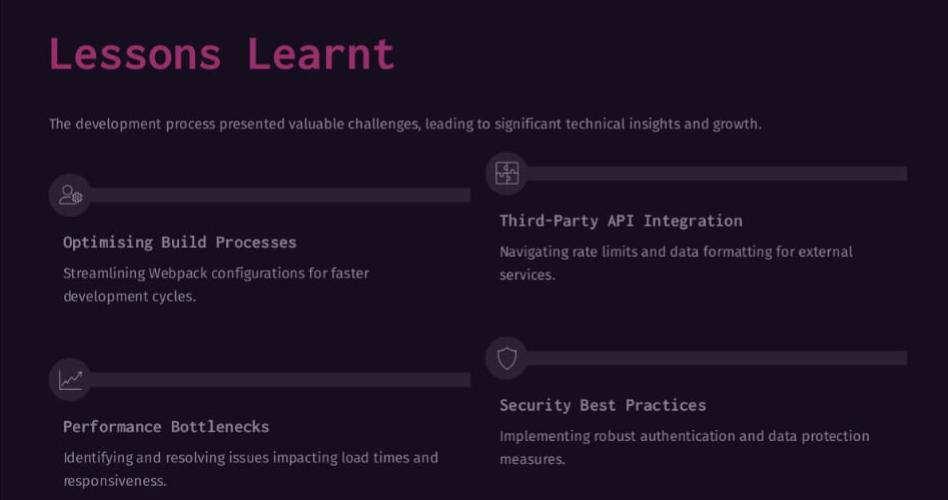 Lessons Learnt
The development process presented valuable challenges, leading to significant technical insights and growth.
Optimising Build Processes
Streamlining Webpack configurations for faster
development cycles.
Third-Party API Integration
Navigating rate limits and data formatting for external
services.
Performance Bottlenecks
Identifying and resolving issues impacting load times and
responsiveness.
Security Best Practices
Implementing robust authentication and data protection
measures.